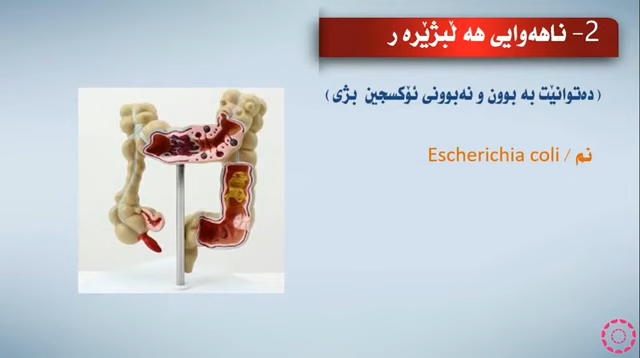 2- ناهەوایی هە ڵبژێرە ر
( دەتوانێت بە بوون و نەبوونی ئۆکسجین بژی )
نم / Escherichia coli